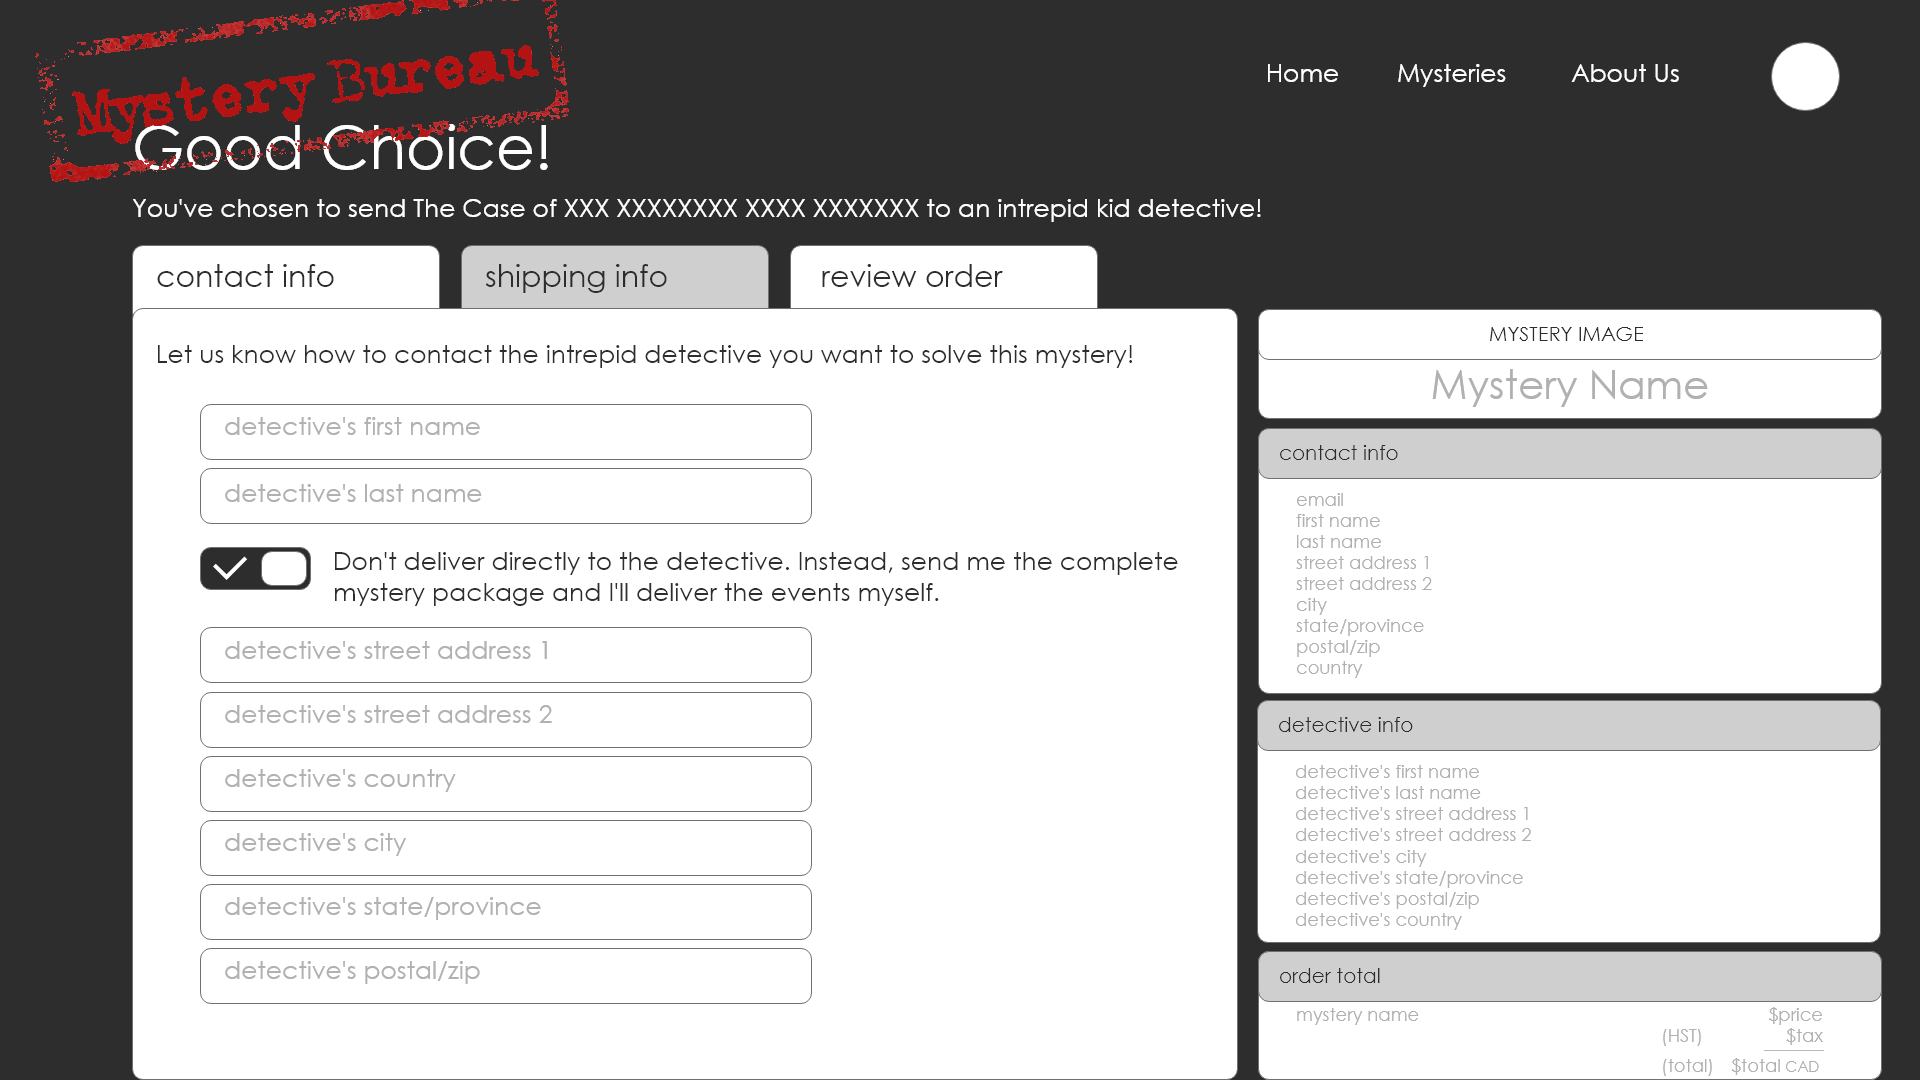 Mystery Bureau
Home Mysteries About Us
Good Choice!
You've chosen to send The Case of XXX XXXXXXXX XXXX XXXXXXX to an intrepid kid detective!
contact info
shipping info
review order
Let us know how to contact the intrepid detective you want to solve this mystery!
detective's first name
detective's last name
Don't deliver directly to the detective. Instead, send me the complete
mystery package and I'll deliver the events myself.
detective's street address 1
detective's street address 2
detective's country
detective's city
detective's state/province
detective's postal/zip
MYSTERY IMAGE
Mystery Name
contact info
email
first name
last name
street address 1
street address 2
city
state/province
postal/zip
country
detective info
detective's first name
detective's last name
detective's street address 1
detective's street address 2
detective's city
detective's state/province
detective's postal/zip
detective's country
order total
mystery name $price
(HST) $tax
(total) $total CAD